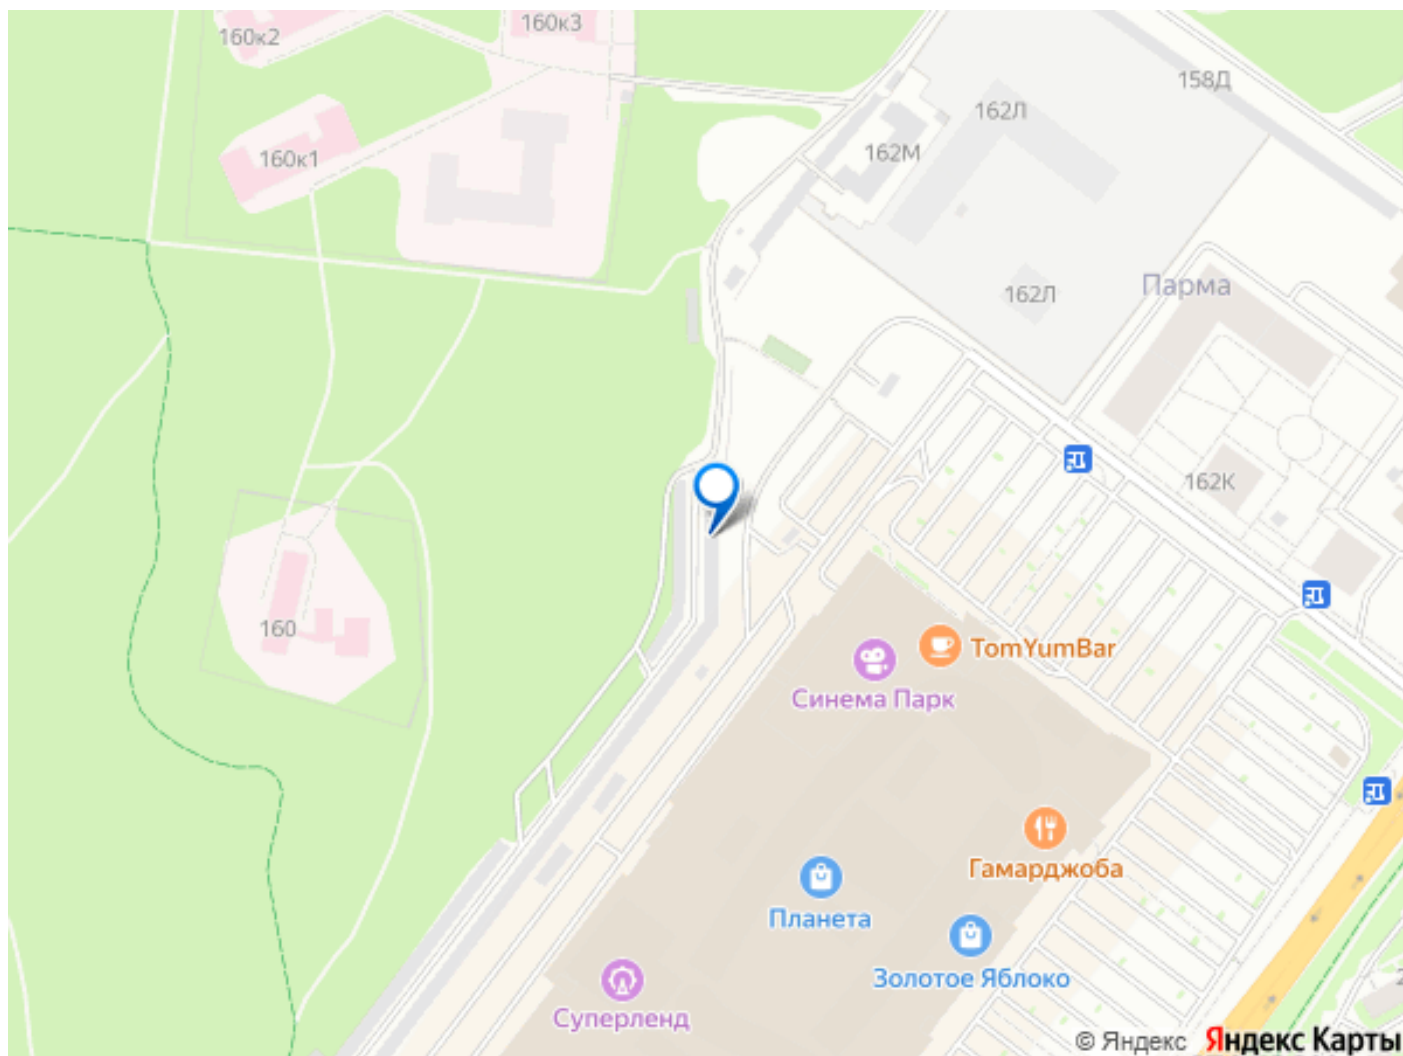 160к2
160к3
158Д
162Л
162М
160к1
162Л
Парма
162К
160
TomYumBar
Синема Парк
Гамарджоба
Планета
Золотое Яблоко
Суперленд
© Яндекс Яндекс Карты